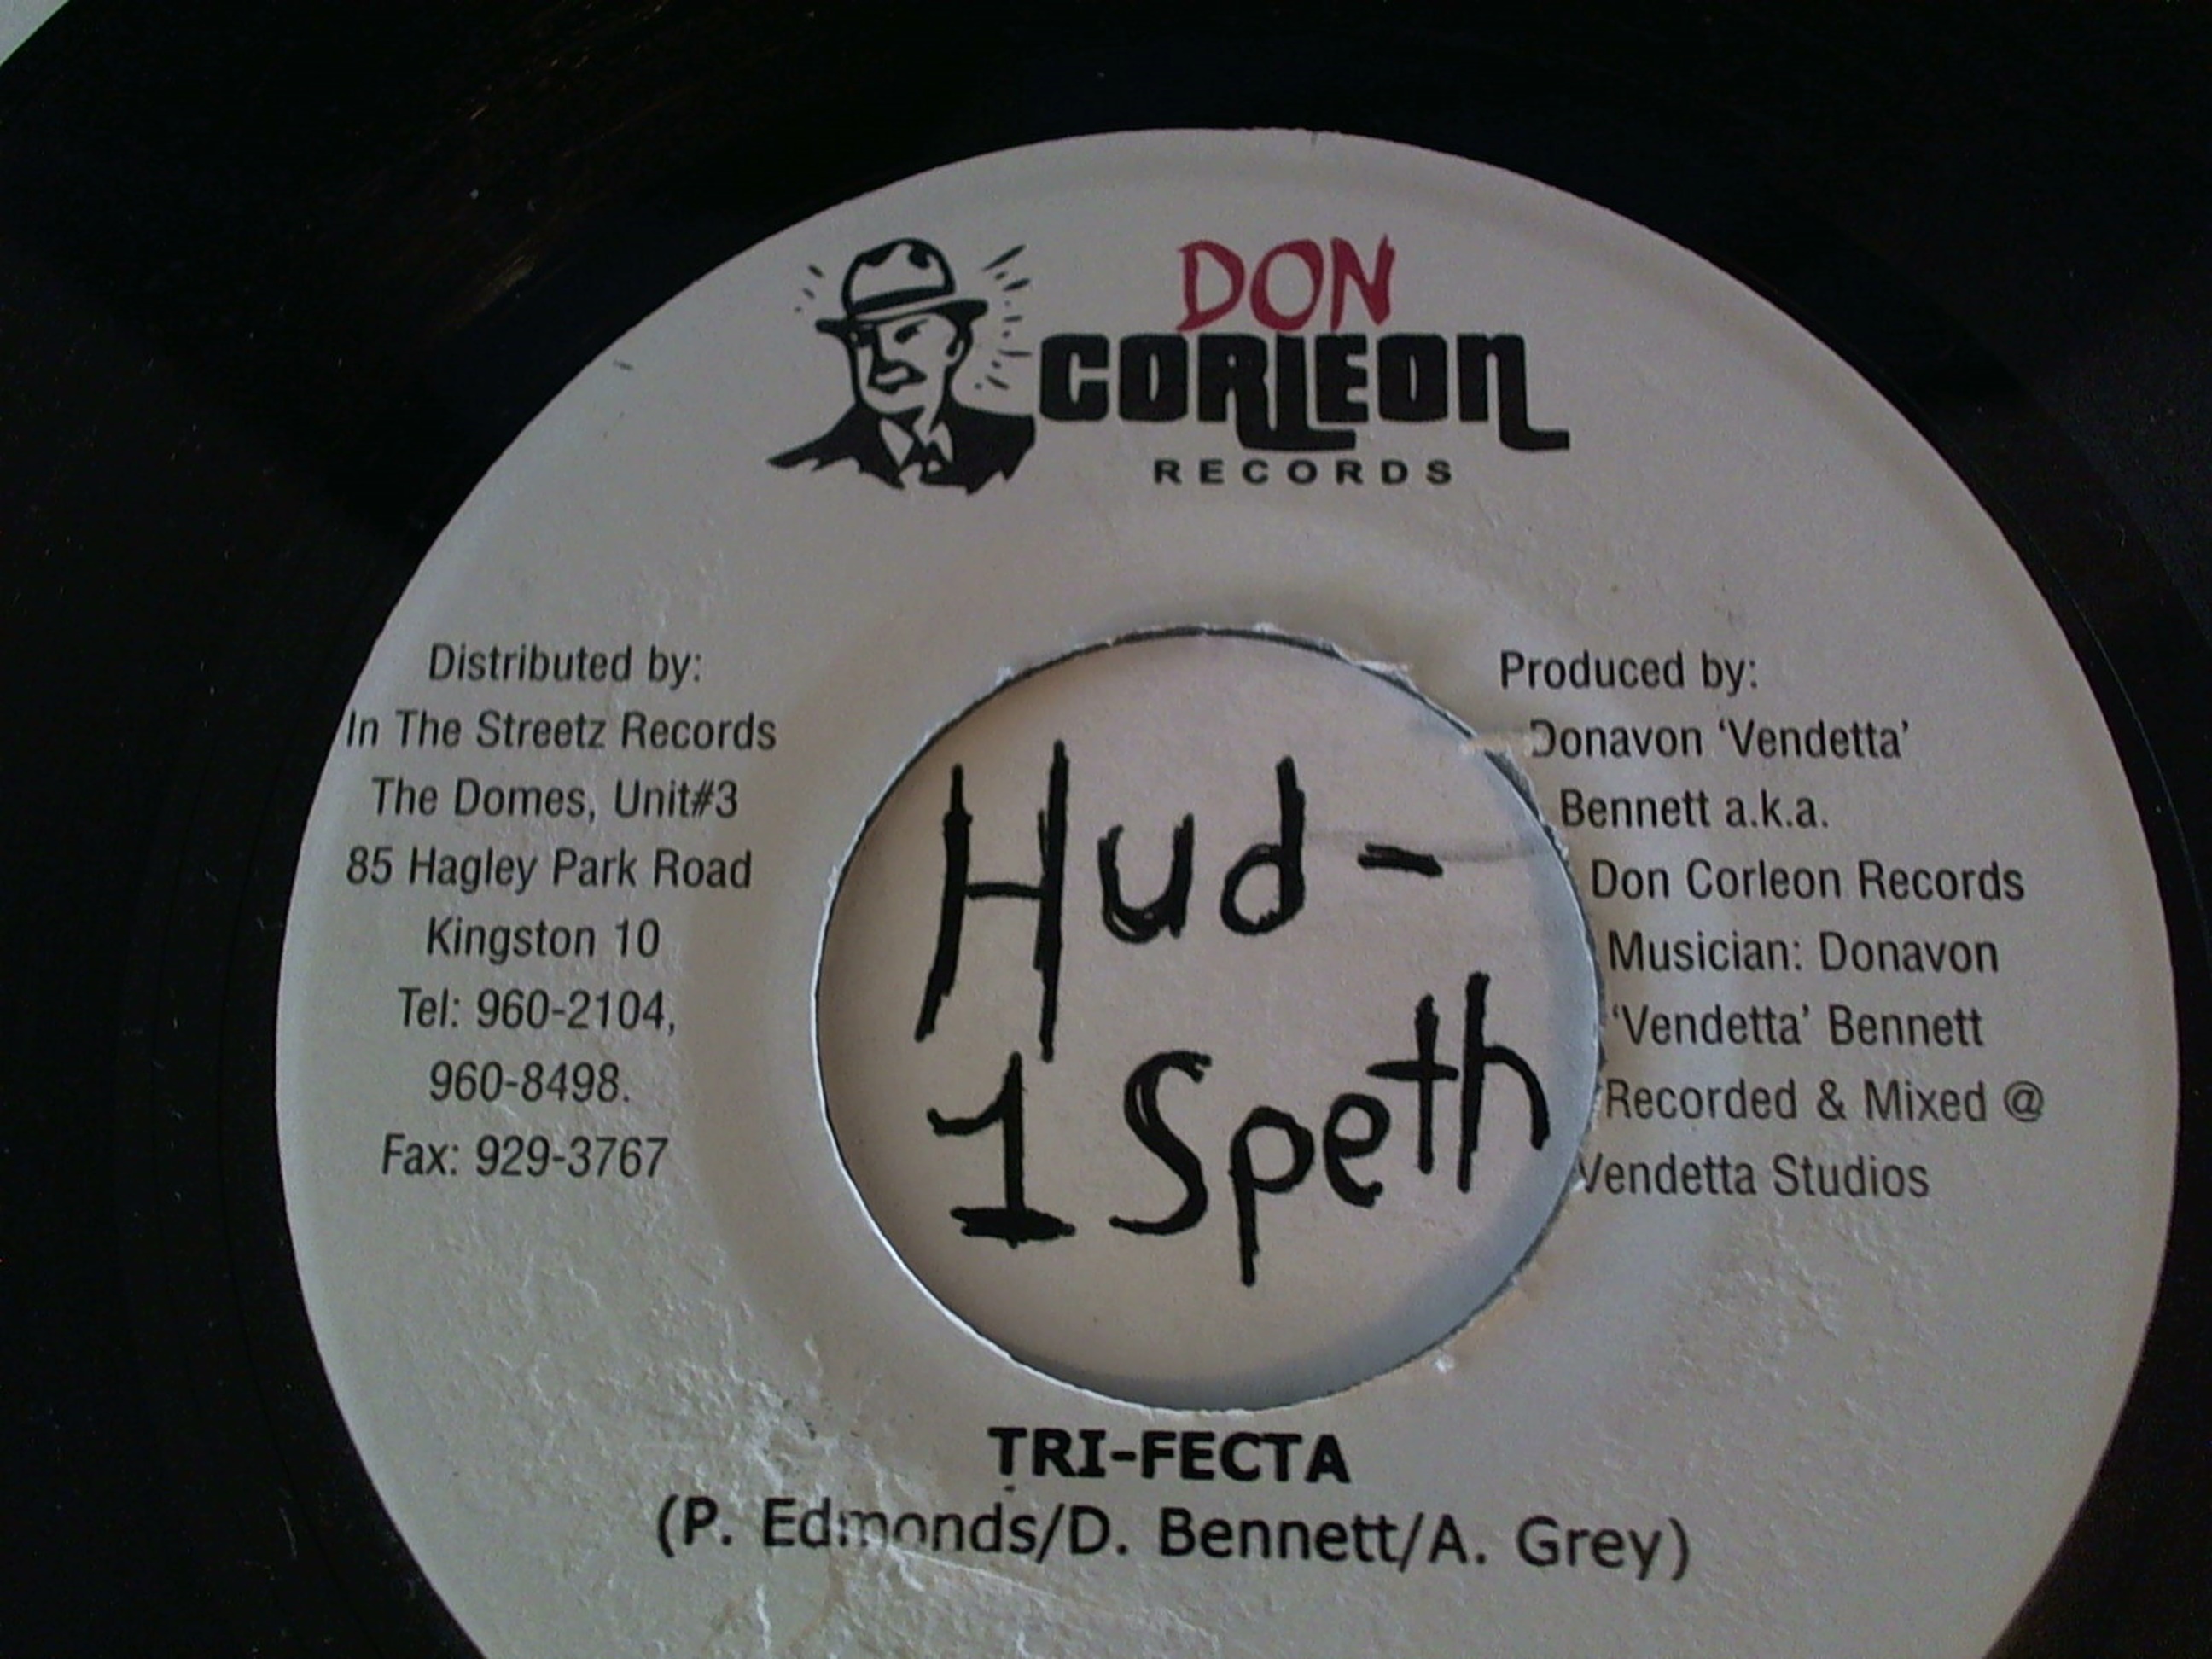 DON
CORLEON
RECORDS
Distributed by:
In The Streetz Records
The Domes, Unit#3
85 Hagley Park Road
Kingston 10
Tel: 960-2104,
960-8498.
Fax: 929-3767
Hud-
1 Speth
Produced by:
Donavon ‘Vendetta’
Bennett a.k.a.
Don Corleon Records
Musician: Donavon
‘Vendetta’ Bennett
Recorded & Mixed @
Vendetta Studios
TRI-FECTA
(P. Edmonds/D. Bennett/A. Grey)